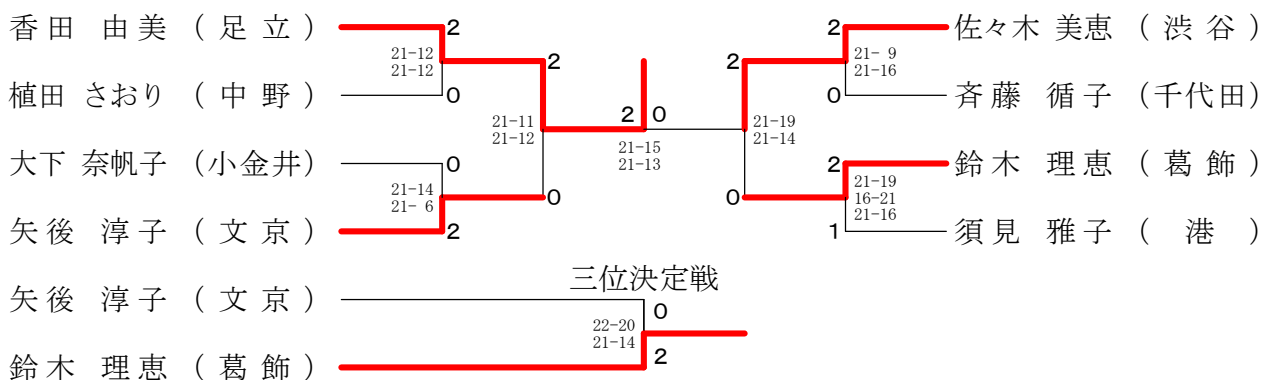 香田 由美 （ 足 立 ） 2 2 佐々木 美恵 （ 渋 谷 ）
21-12 2 2 21- 9
21-12 21-16
植田 さおり （ 中 野 ） 0 0 斉藤 循子 （千代田）
21-11 2 0 21-19
21-12 21-14
大下 奈帆子 （小金井） 0 21-15 2 鈴木 理恵 （ 葛 飾 ）
21-13
21-14 0 0 21-19
21- 6 16-21
21-16
矢後 淳子 （ 文 京 ） 2 1 須見 雅子 （ 港 ）
三位決定戦
矢後 淳子 （ 文 京 ） 0
22-20
21-14
鈴木 理恵 （ 葛 飾 ） 2